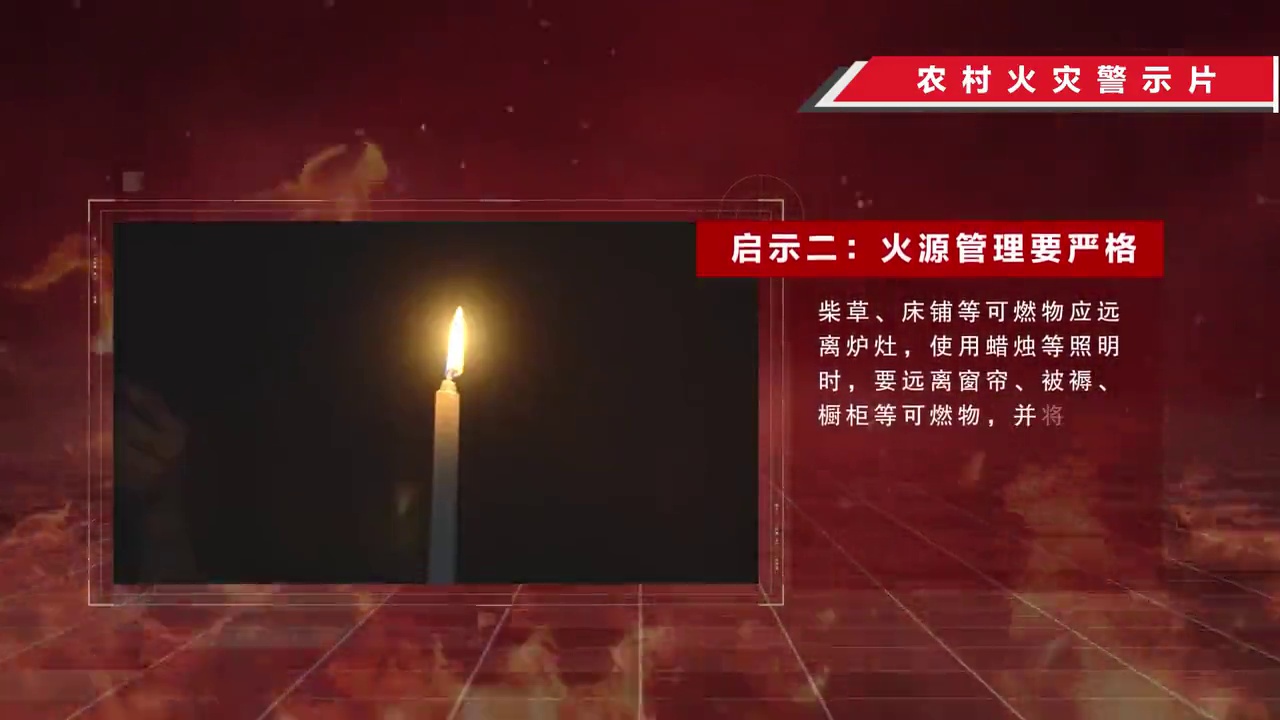 农村火灾警示片
启示二：火源管理要严格
柴草、床铺等可燃物应远
离炉灶，使用蜡烛等照明
时，要远离窗帘、被褥、
橱柜等可燃物，并将